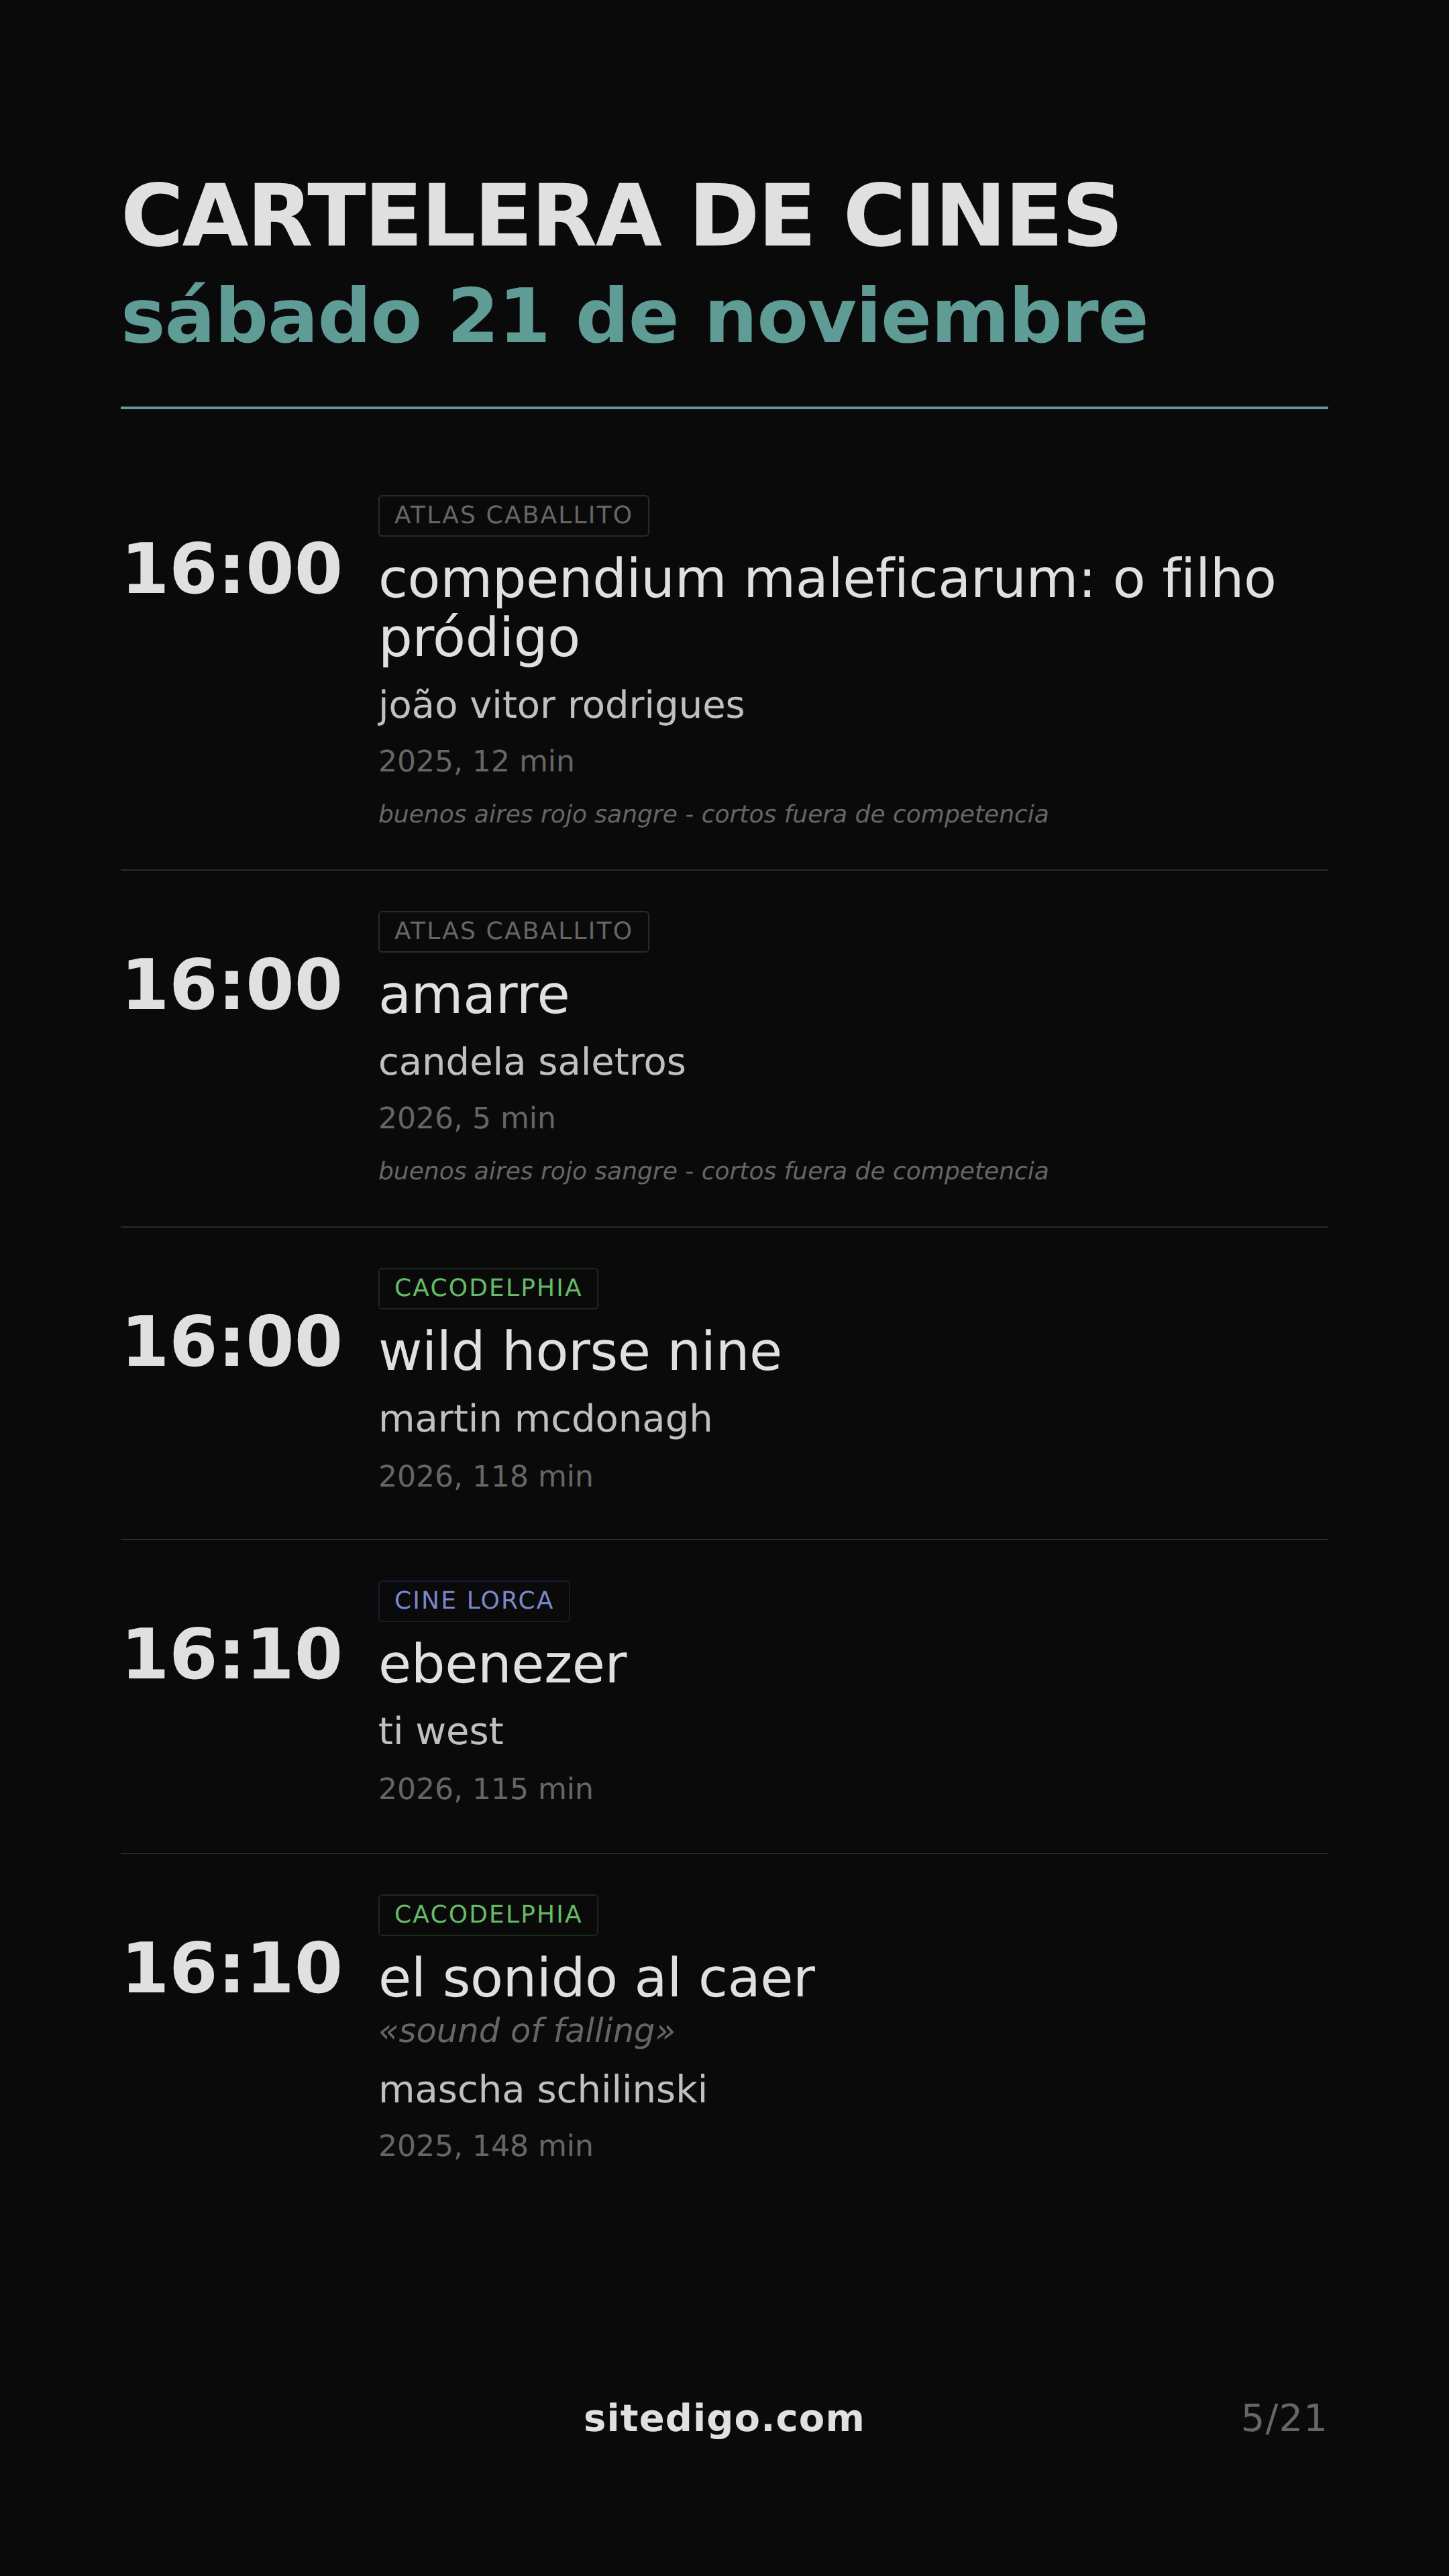 CARTELERA DE CINES
sábado 21 de noviembre
ATLAS CABALLITO
16:00
compendium maleficarum: o filho
pródigo
joão vitor rodrigues
2025, 12 min
buenos aires rojo sangre - cortos fuera de competencia
ATLAS CABALLITO
16:00
amarre
candela saletros
2026, 5 min
buenos aires rojo sangre - cortos fuera de competencia
CACODELPHIA
16:00
wild horse nine
martin mcdonagh
2026, 118 min
CINE LORCA
16:10
ebenezer
ti west
2026, 115 min
CACODELPHIA
16:10
el sonido al caer
«sound of falling»
mascha schilinski
2025, 148 min
sitedigo.com
5/21